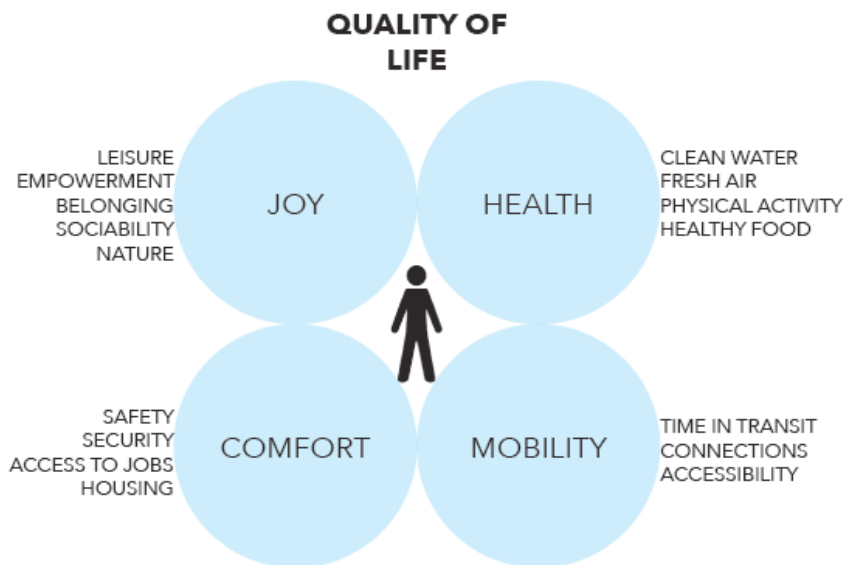 QUALITY OF
LIFE
LEISURE
EMPOWERMENT
BELONGING
SOCIABILITY
NATURE
JOY
HEALTH
CLEAN WATER
FRESH AIR
PHYSICAL ACTIVITY
HEALTHY FOOD
SAFETY
SECURITY
ACCESS TO JOBS
HOUSING
COMFORT
MOBILITY
TIME IN TRANSIT
CONNECTIONS
ACCESSIBILITY